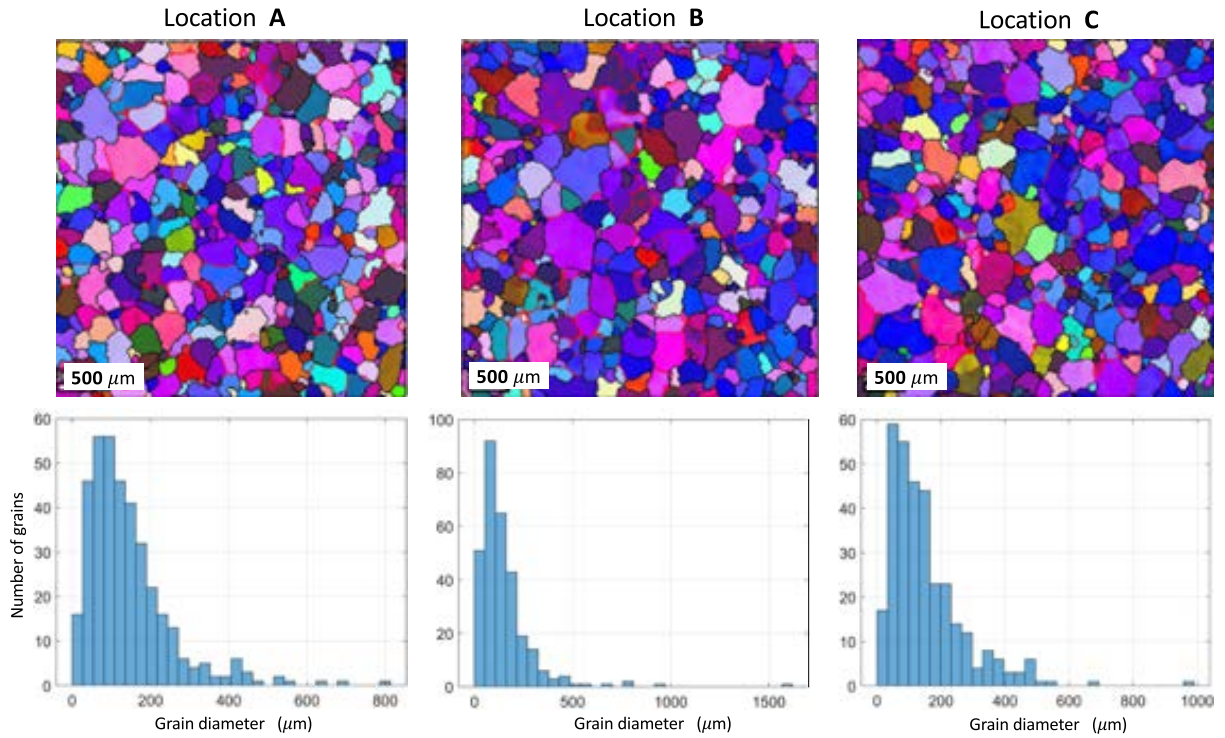 Location A
Location B
Location C
500 μm
500 μm
500 μm
Number of grains
60
50
40
30
20
10
0
0 200 400 600 800
Grain diameter (μm)
100
80
60
40
20
0
0 500 1000 1500
Grain diameter (μm)
60
50
40
30
20
10
0
0 200 400 600 800 1000
Grain diameter (μm)